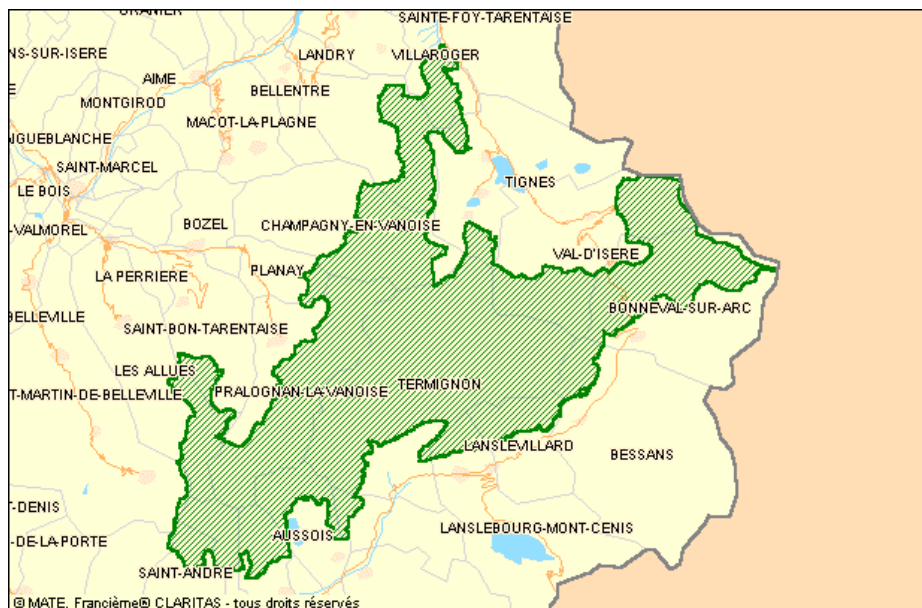 GRANIER
SAINTE-FOY-TARENTAISE
NS-SUR-ISERE
LANDRY
VILLAROGER
AIME
BELLENTRE
MONTGIROD
MACOT-LA-PLAGNE
AIGUEBLANCHE
SAINT-MARCEL
TIGNES
LE BOIS
BOZEL
CHAMPAGNY-EN-VANOISE
-VALMOREL
VAL-D'ISERE
LA PERRIERE
PLANAY
BONNEVAL-SUR-ARC
BELLEVILLE
SAINT-BON-TARENTAISE
LES ALLUES
TERMIGNON
T-MARTIN-DE-BELLEVILLE
PRALOGNAN-LA-VANOISE
LANSLEVILLARD
BESSANS
T-DENIS
LANSLEBOURG-MONT-CENIS
-DE-LA-PORTE
AUSSOIS
SAINT-ANDRE
© MATE, Francième® CLARITAS - tous droits réservés